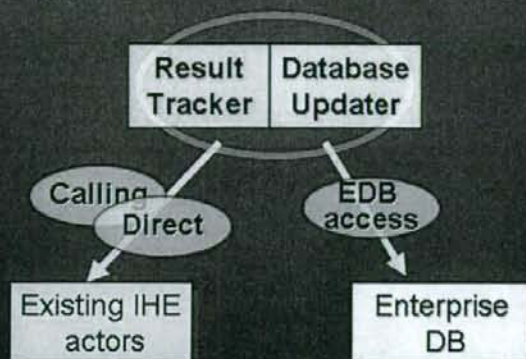 Result
Tracker
Database
Updater
Calling
Direct
EDB
access
Existing IHE
actors
Enterprise
DB